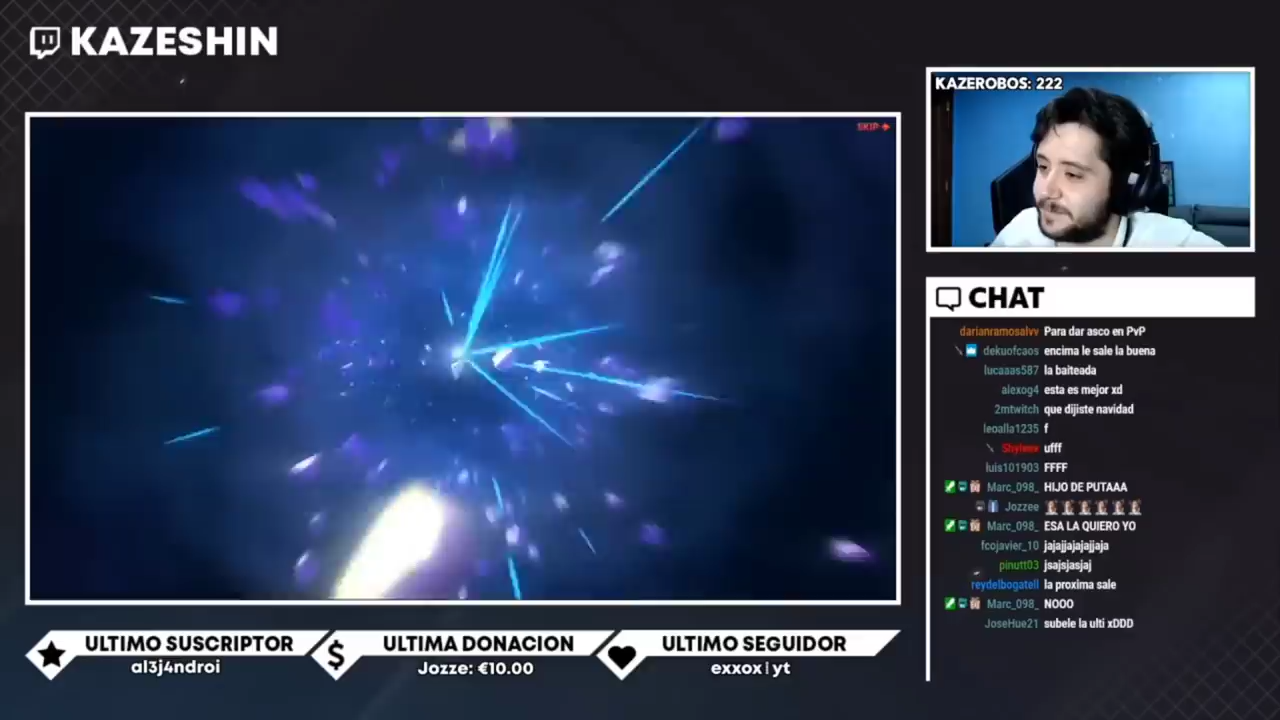 KAZESHIN
SKIP
KAZEROBOS: 222
CHAT
darianramosalvv Para dar asco en PvP
dekuofcaos encima le sale la buena
lucaaas587 la baiteada
alexog4 esta es mejor xd
2mtwitch que dijiste navidad
leoalla1235 f
ufff
luis101903 FFFF
Marc_098_ HIJO DE PUTAAA
Jozzee
Marc_098_ ESA LA QUIERO YO
fcojavier_10 jajajjajajajjaja
pinutt03 jsajsjasjaj
reydelbogatell la proxima sale
Marc_098_ NOOO
JoseHue21 subele la ulti xDDD
ULTIMO SUSCRIPTOR
al3j4ndroi
ULTIMA DONACION
Jozze: €10.00
ULTIMO SEGUIDOR